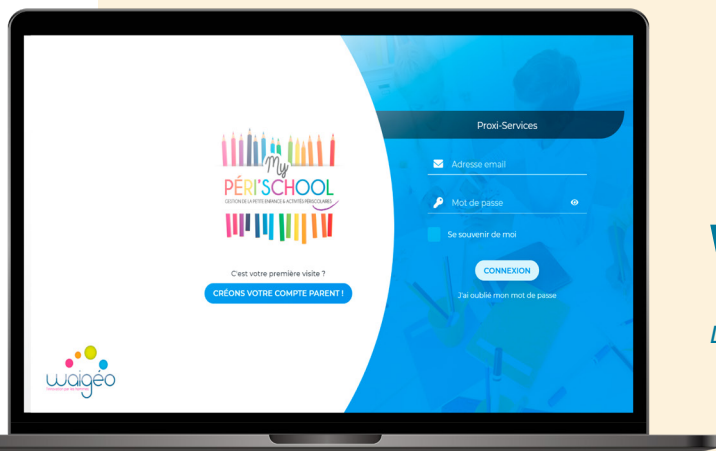 My
PÉRI'SCHOOL
GESTION DE LA PETITE ENFANCE & ACTIVITÉS PÉRISCOLAIRES
C'est votre première visite ?
CRÉONS VOTRE COMPTE PARENT !
waigéo
Proxi-Services
Adresse email
Mot de passe
Se souvenir de moi
CONNEXION
J'ai oublié mon mot de passe